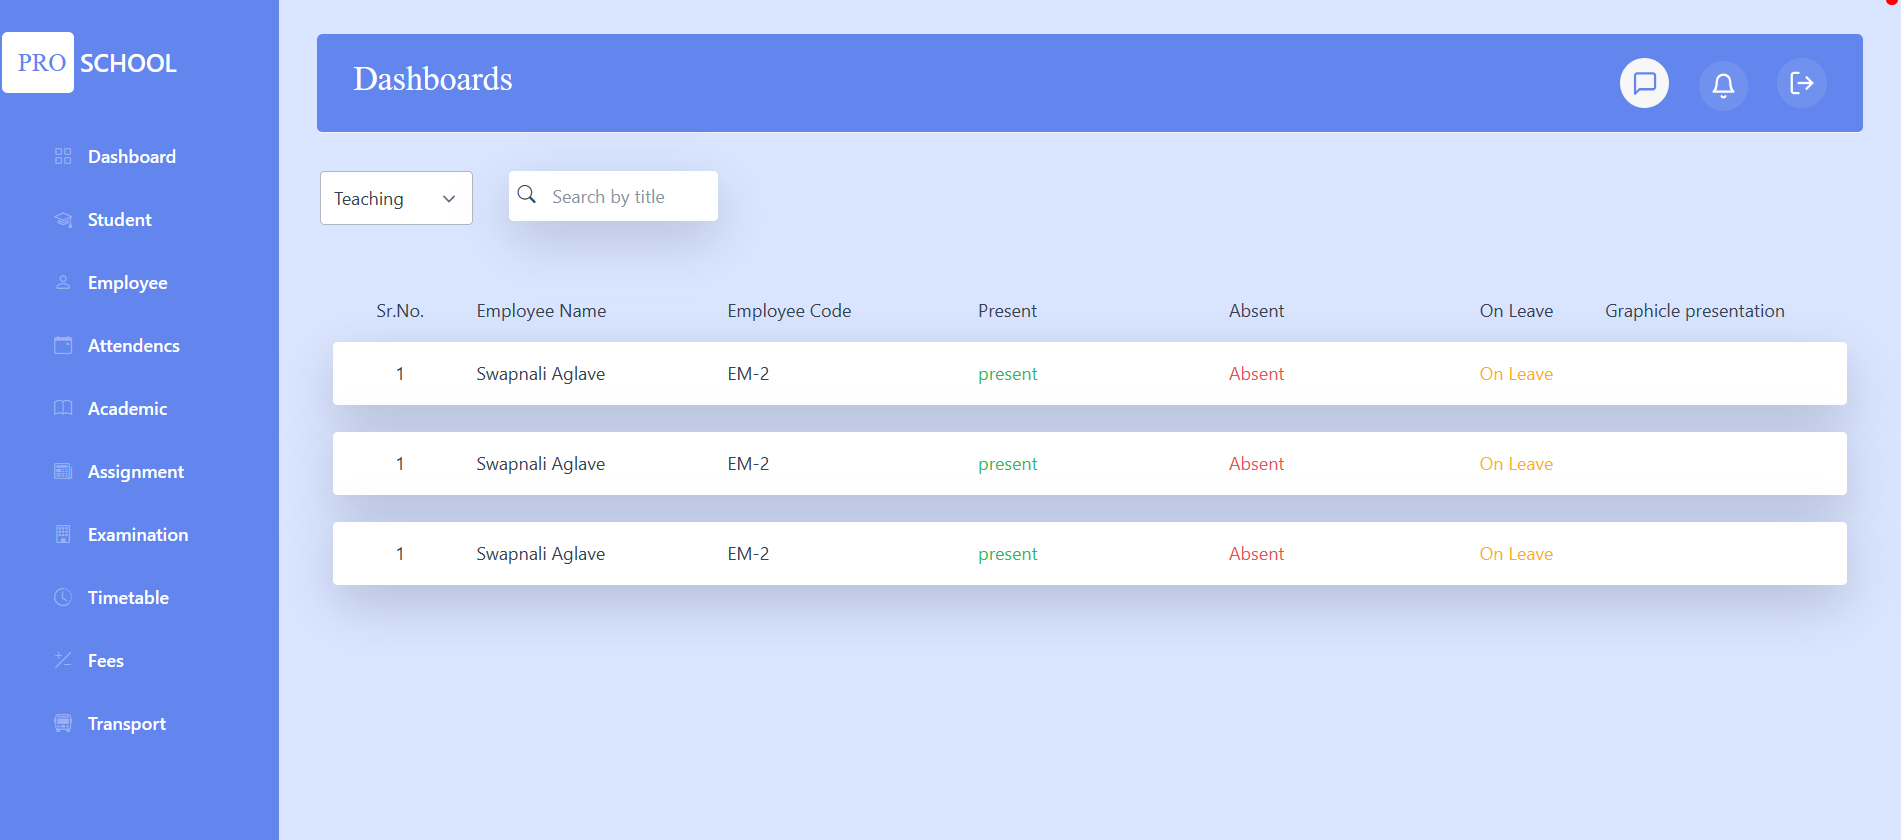 PRO SCHOOL
Dashboard
Student
Employee
Attendencs
Academic
Assignment
Examination
Timetable
Fees
Transport
Dashboards
Teaching Search by title
Sr.No. Employee Name Employee Code Present Absent On Leave Graphicle presentation
1 Swapnali Aglave EM-2 present Absent On Leave
1 Swapnali Aglave EM-2 present Absent On Leave
1 Swapnali Aglave EM-2 present Absent On Leave